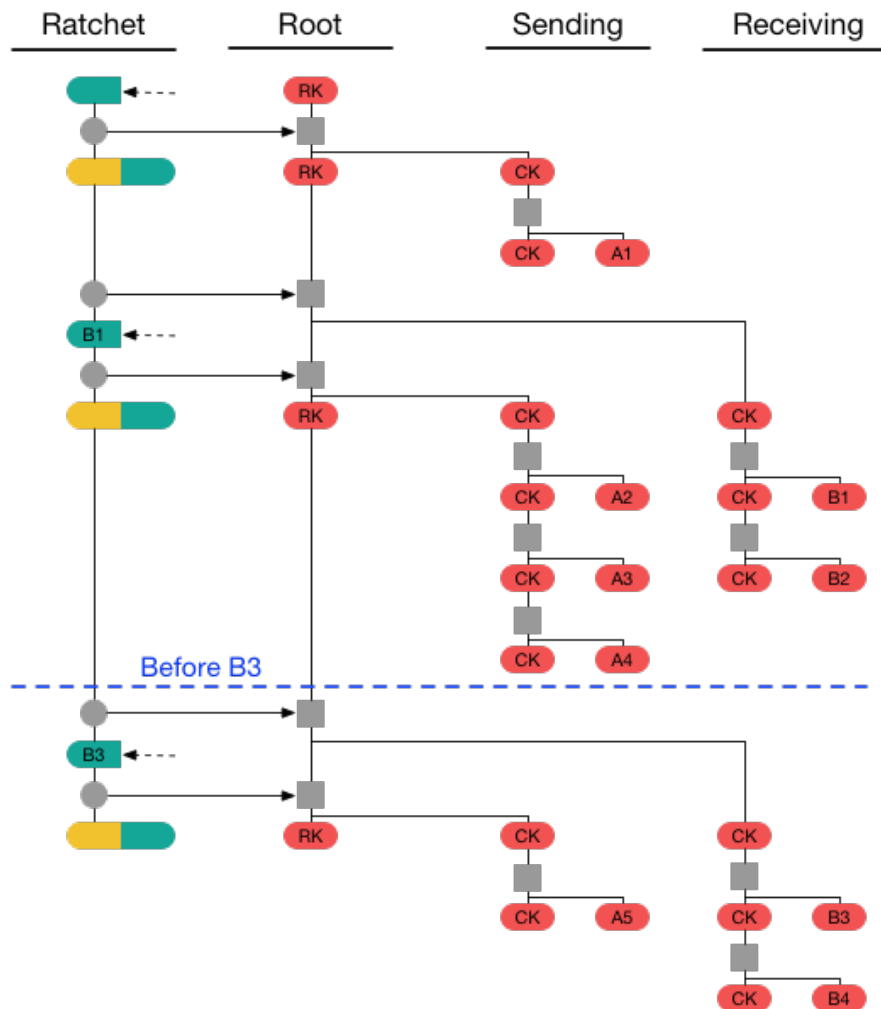 Ratchet Root Sending Receiving
RK
RK CK
CK A1
B1
RK CK CK
CK A2 CK B1
CK A3 CK B2
CK A4
Before B3
B3
RK CK CK
CK A5 CK B3
CK B4